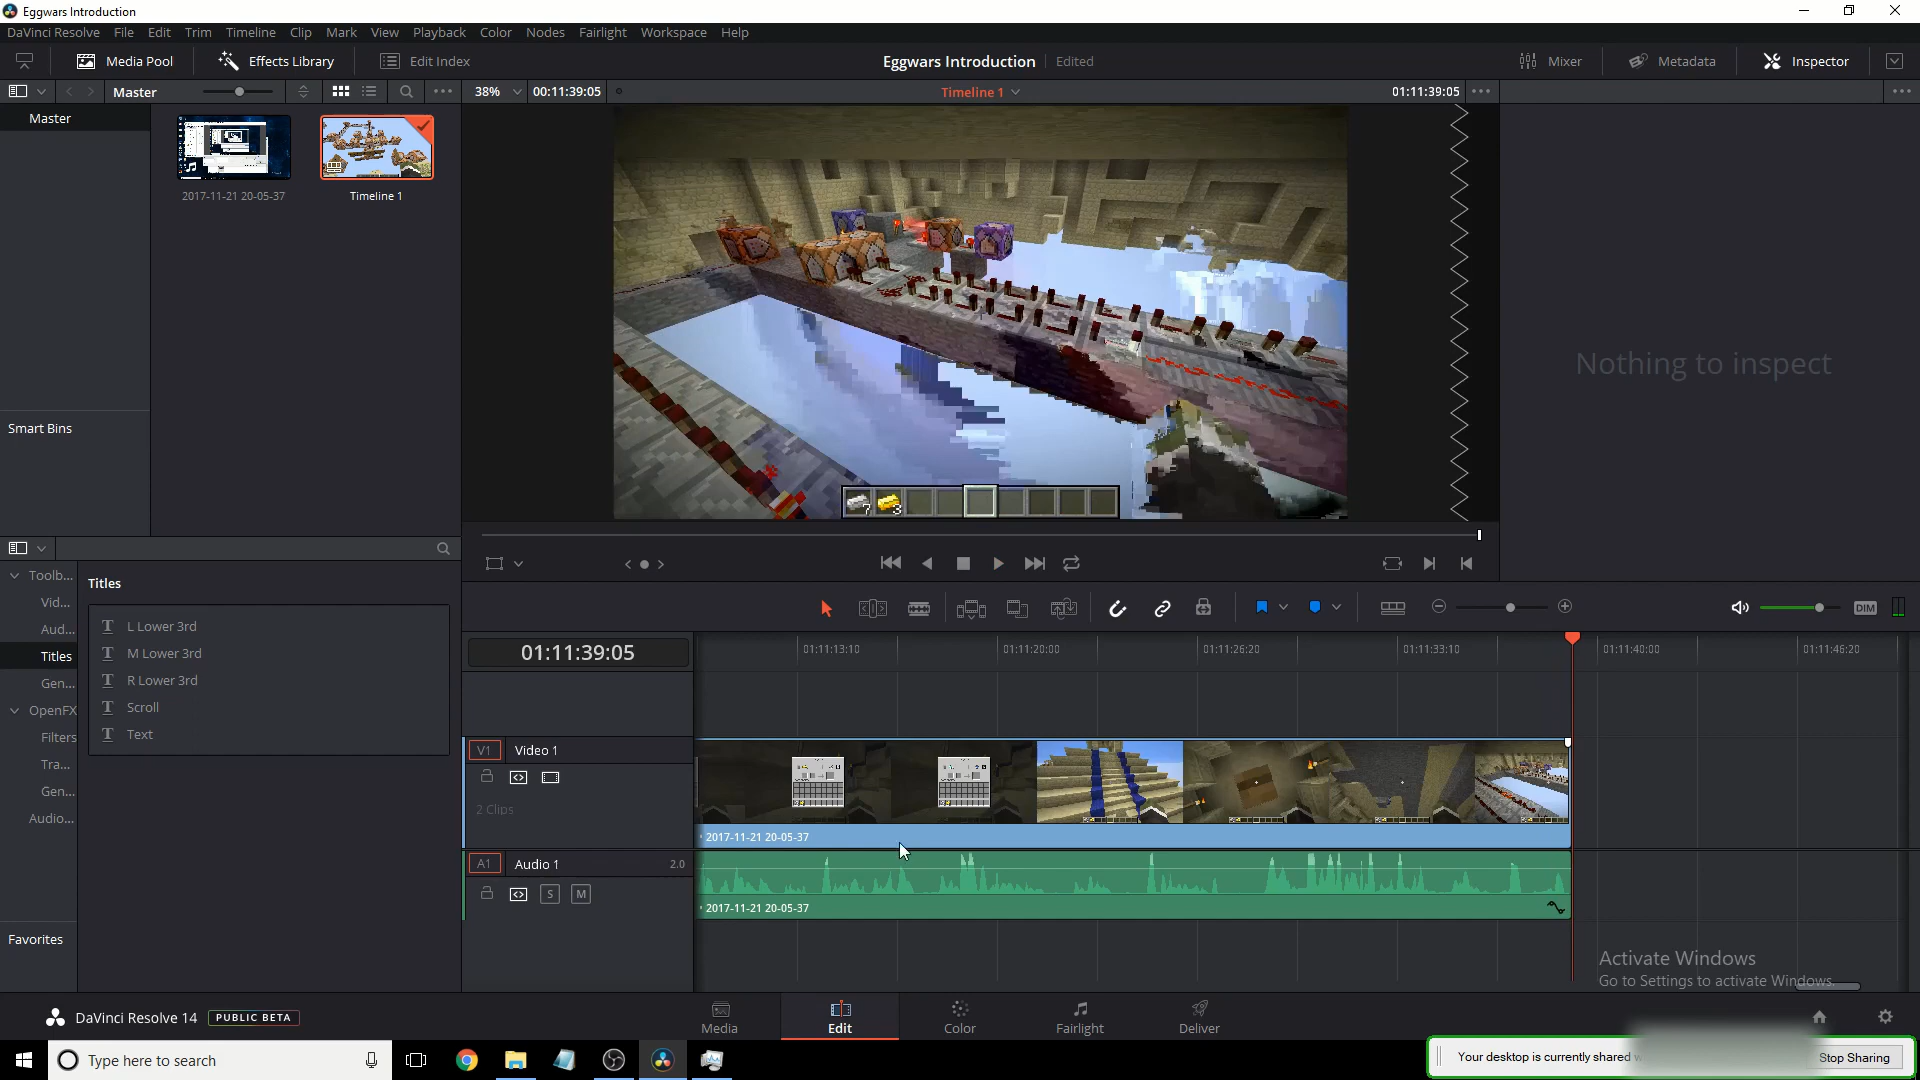 Eggwars Introduction
DaVinci Resolve File Edit Trim Timeline Clip Mark View Playback Color Nodes Fairlight Workspace Help
Media Pool Effects Library Edit Index Eggwars Introduction Edited Mixer Metadata Inspector
Master 38% 00:11:39:05 Timeline 1 01:11:39:05
Master
2017-11-21 20-05-37 Timeline 1
7 3
Nothing to inspect
Smart Bins
Toolb...
Titles
Vid...
L Lower 3rd
Aud...
M Lower 3rd
Titles
R Lower 3rd
Gen...
Scroll
OpenFX
Text
Filters
Tra...
Gen...
Audio...
Favorites
DIM
01:11:39:05 01:11:13:10 01:11:20:00 01:11:26:20 01:11:33:10 01:11:40:00 01:11:46:20
V1 Video 1
2 Clips
2017-11-21 20-05-37
A1 Audio 1 2.0
S M
2017-11-21 20-05-37
Activate Windows
Go to Settings to activate Windows.
DaVinci Resolve 14 PUBLIC BETA
Media Edit Color Fairlight Deliver
Type here to search
Your desktop is currently shared
Stop Sharing